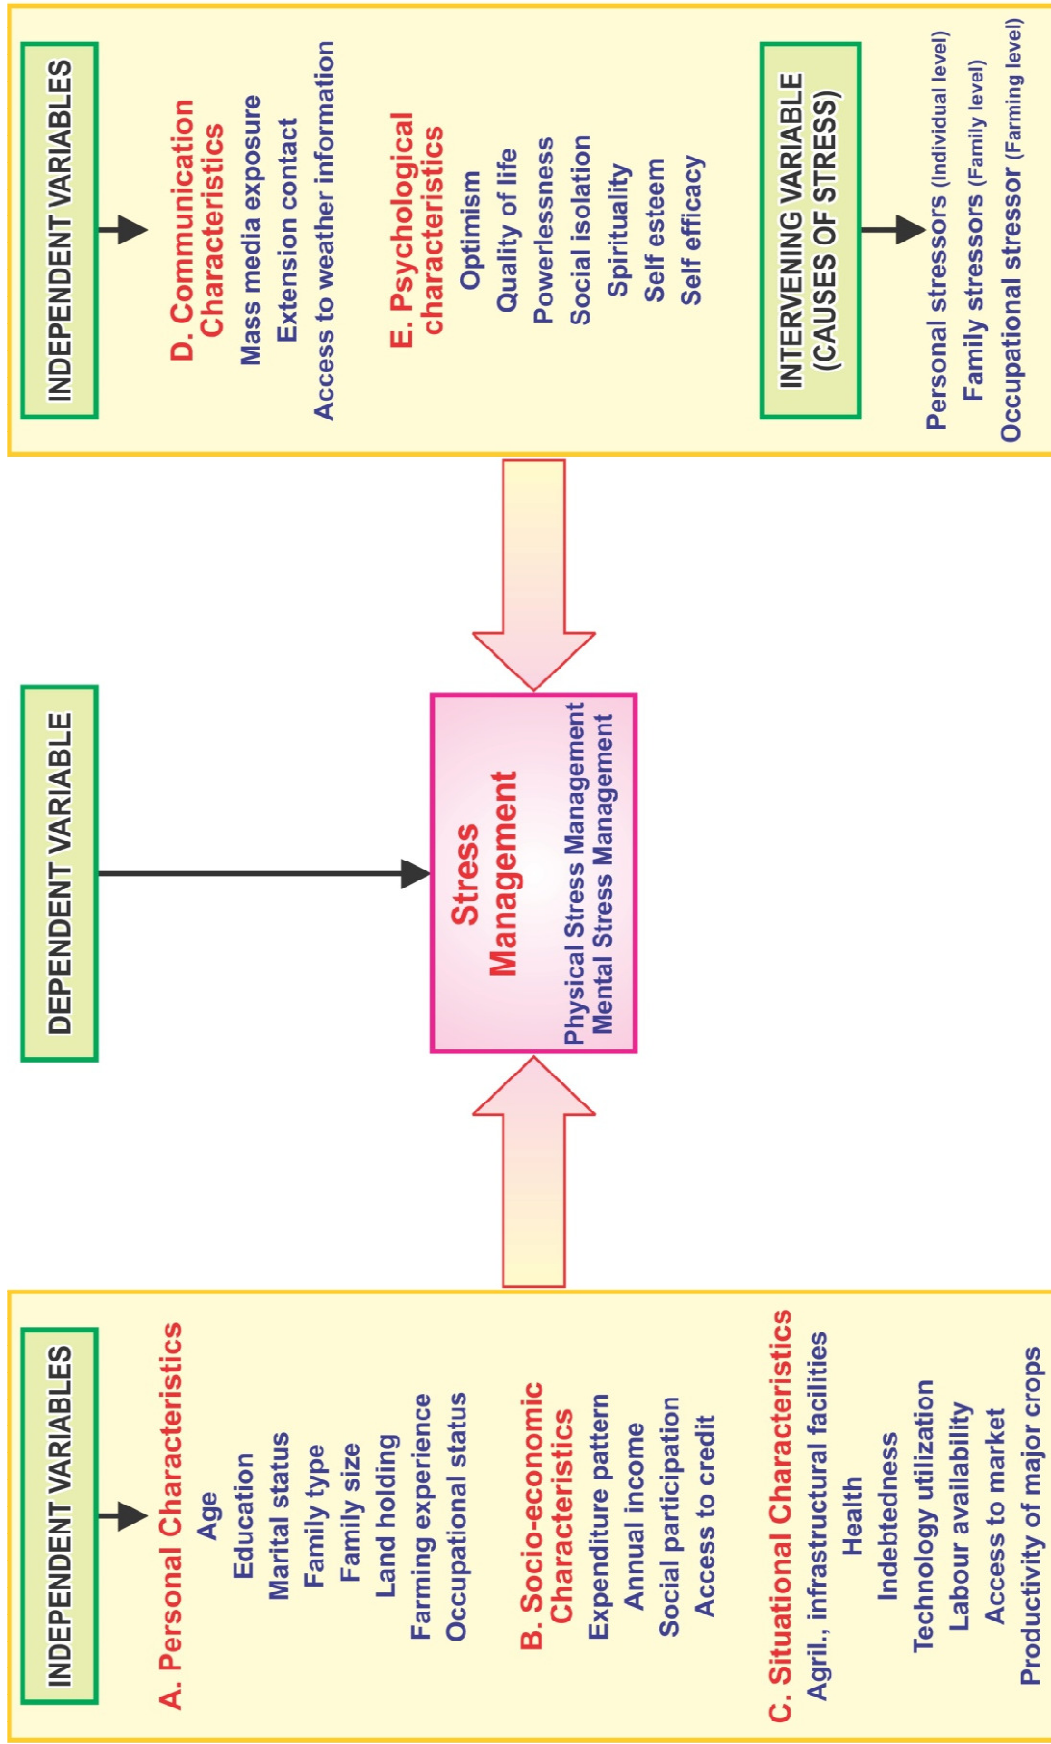 INDEPENDENT VARIABLES
A. Personal Characteristics
Age
Education
Marital status
Family type
Family size
Land holding
Farming experience
Occupational status
B. Socio-economic
Characteristics
Expenditure pattern
Annual income
Social participation
Access to credit
C. Situational Characteristics
Agril., infrastructural facilities
Health
Indebtedness
Technology utilization
Labour availability
Access to market
Productivity of major crops
DEPENDENT VARIABLE
Stress
Management
Physical Stress Management
Mental Stress Management
INDEPENDENT VARIABLES
D. Communication
Characteristics
Mass media exposure
Extension contact
Access to weather information
E. Psychological
characteristics
Optimism
Quality of life
Powerlessness
Social isolation
Spirituality
Self esteem
Self efficacy
INTERVENING VARIABLE
(CAUSES OF STRESS)
Personal stressors (Individual level)
Family stressors (Family level)
Occupational stressor (Farming level)